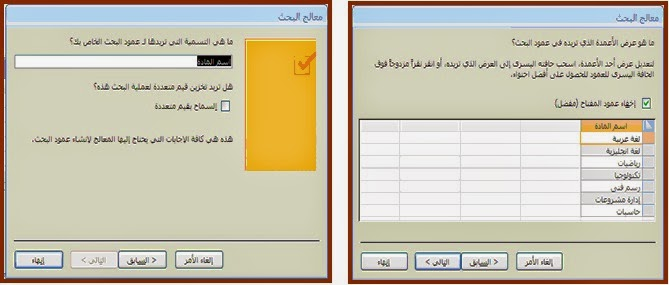 معالج البحث
ما هو عرض الأعمدة الذي تريده في عمود البحث؟
لتعديل عرض أحد الأعمدة، اسحب حافته اليسرى إلى العرض الذي تريده، أو انقر نقراً مزدوجاً فوق
الحافة اليسرى للعمود للحصول على أفضل احتواء.
إخفاء عمود المفتاح (مفضل)
اسم المادة
لغة عربية
لغة انجليزية
رياضيات
تكنولوجيا
رسم فنى
إدارة مشروعات
حاسبات
إلغاء الأمر
< السابق
التالي >
إنهاء
معالج البحث
ما هي التسمية التي تريدها لـ عمود البحث الخاص بك؟
اسم المادة
هل تريد تخزين قيم متعددة لعملية البحث هذه؟
السماح بقيم متعددة
هذه هي كافة الإجابات التي يحتاج إليها المعالج لإنشاء عمود البحث.
إلغاء الأمر
< السابق
التالي >
إنهاء